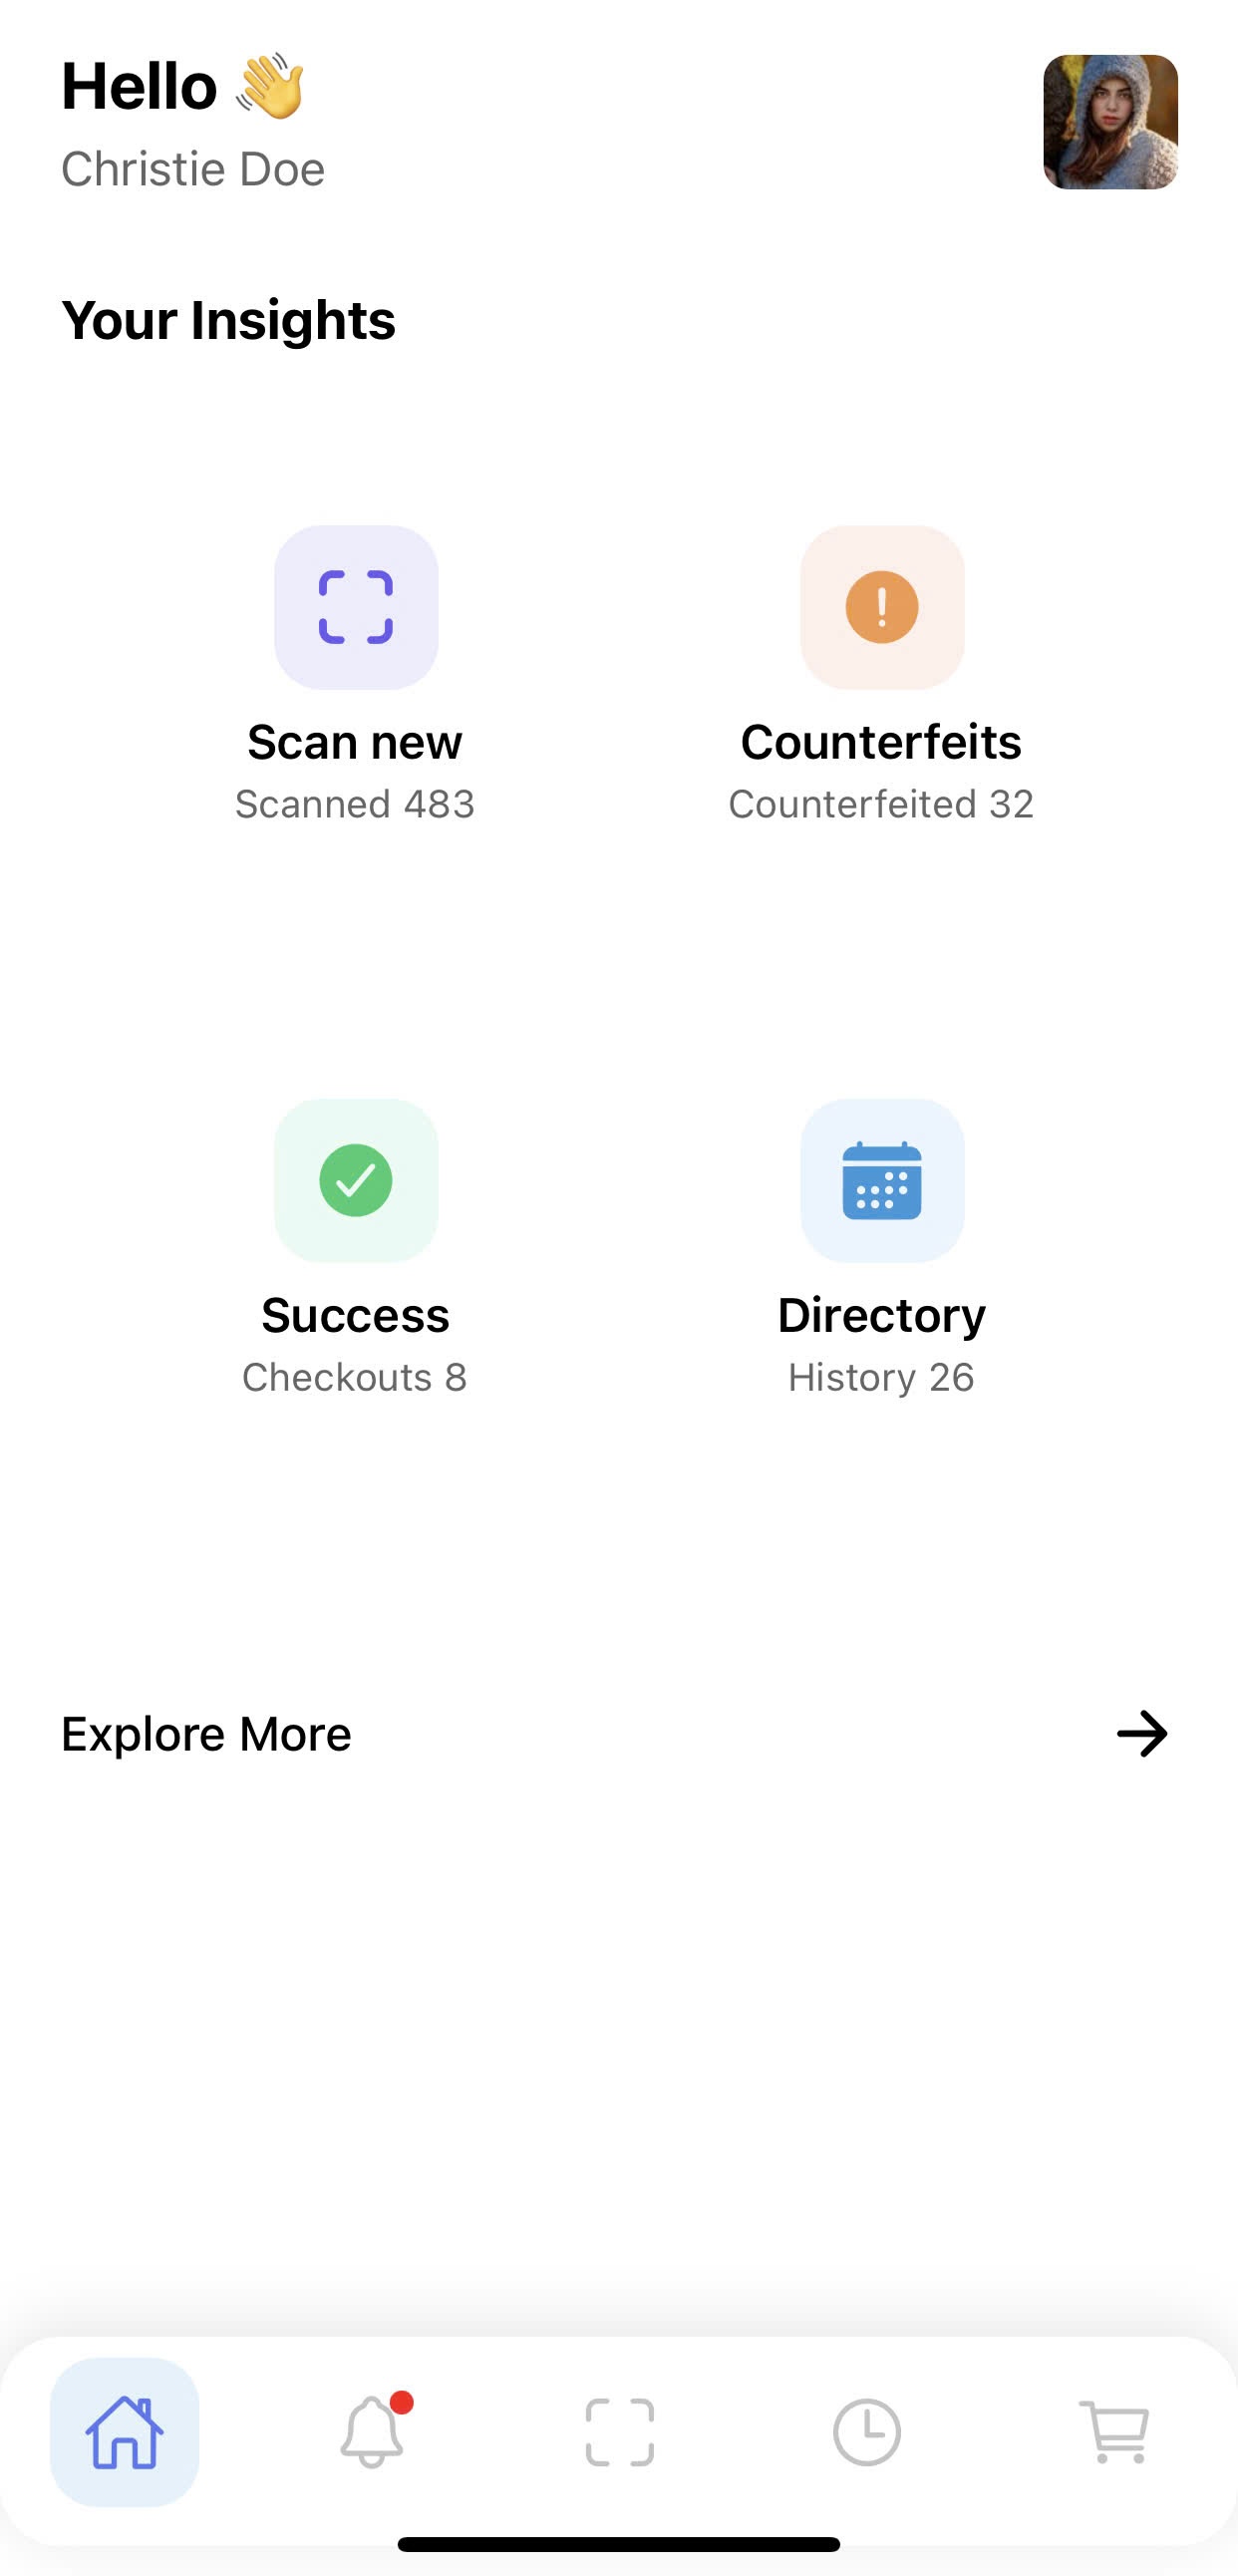 Hello 👋
Christie Doe
Your Insights
Scan new
Scanned 483
Counterfeits
Counterfeited 32
Success
Checkouts 8
Directory
History 26
Explore More